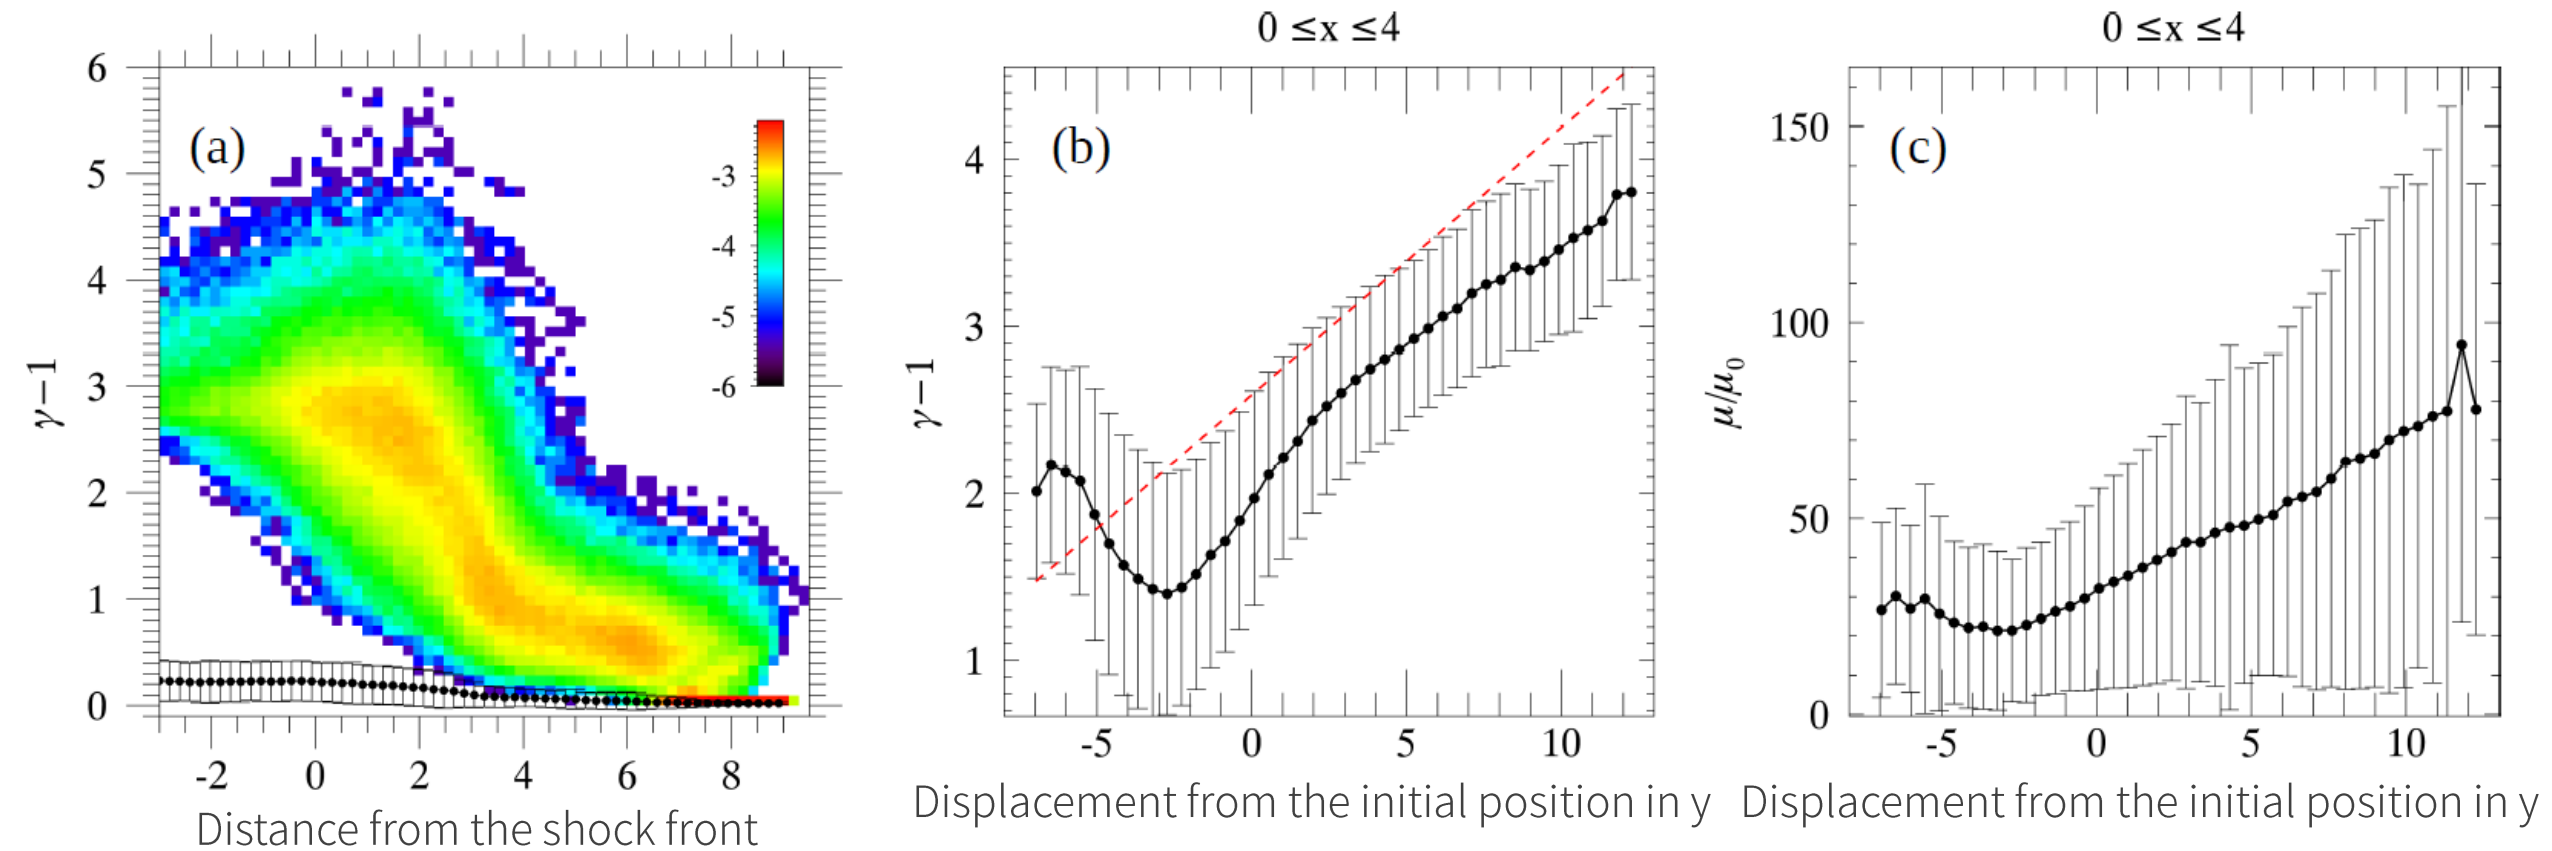 0 ≤x ≤4
0 ≤x ≤4
(a)
(b)
(c)
6
5
4
3
2
1
0
γ−1
-3
-4
-5
-6
-2 0 2 4 6 8
Distance from the shock front
4
3
2
1
γ−1
-5 0 5 10
Displacement from the initial position in y
150
100
50
0
μ/μ₀
-5 0 5 10
Displacement from the initial position in y